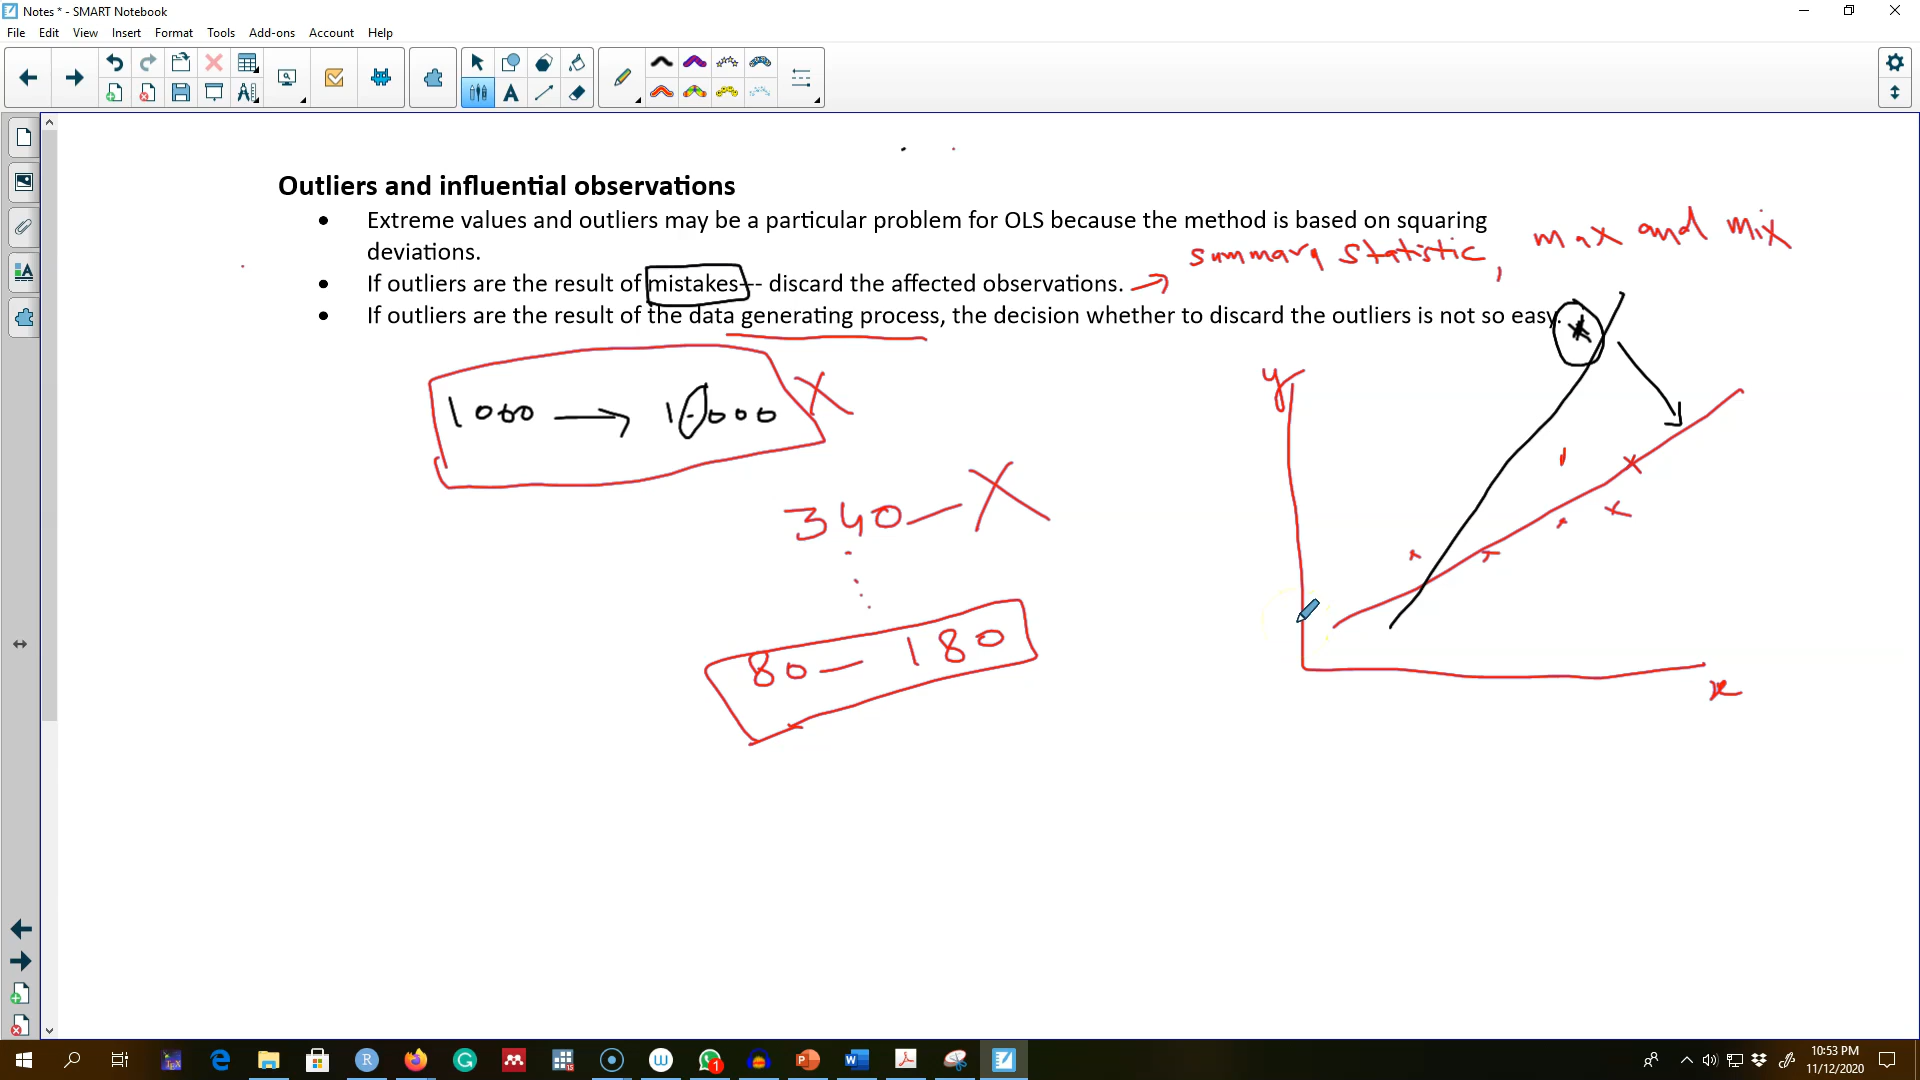 Notes * - SMART Notebook
File Edit View Insert Format Tools Add-ons Account Help
Outliers and influential observations
• Extreme values and outliers may be a particular problem for OLS because the method is based on squaring
deviations.
summary statistic, max and mix
• If outliers are the result of mistakes--- discard the affected observations.
• If outliers are the result of the data generating process, the decision whether to discard the outliers is not so easy.
y
1000 → 10000 X
340 — X
80 — 180
x
10:53 PM
11/12/2020